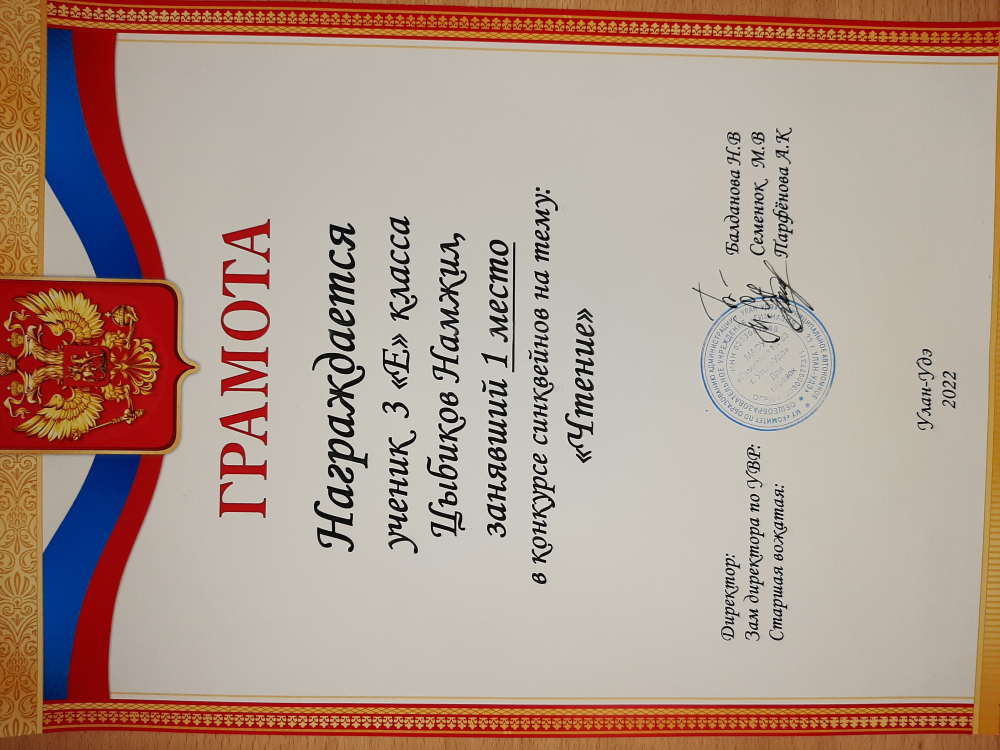 ГРАМОТА
Награждается
ученик 3 «Е» класса
Цыбиков Намжил,
занявший 1 место
в конкурсе синквейнов на тему:
«Чтение»
Директор: Балданова Н.В
Зам директора по УВР: Семенюк М.В
Старшая вожатая: Парфёнова А.К
Улан-Удэ
2022